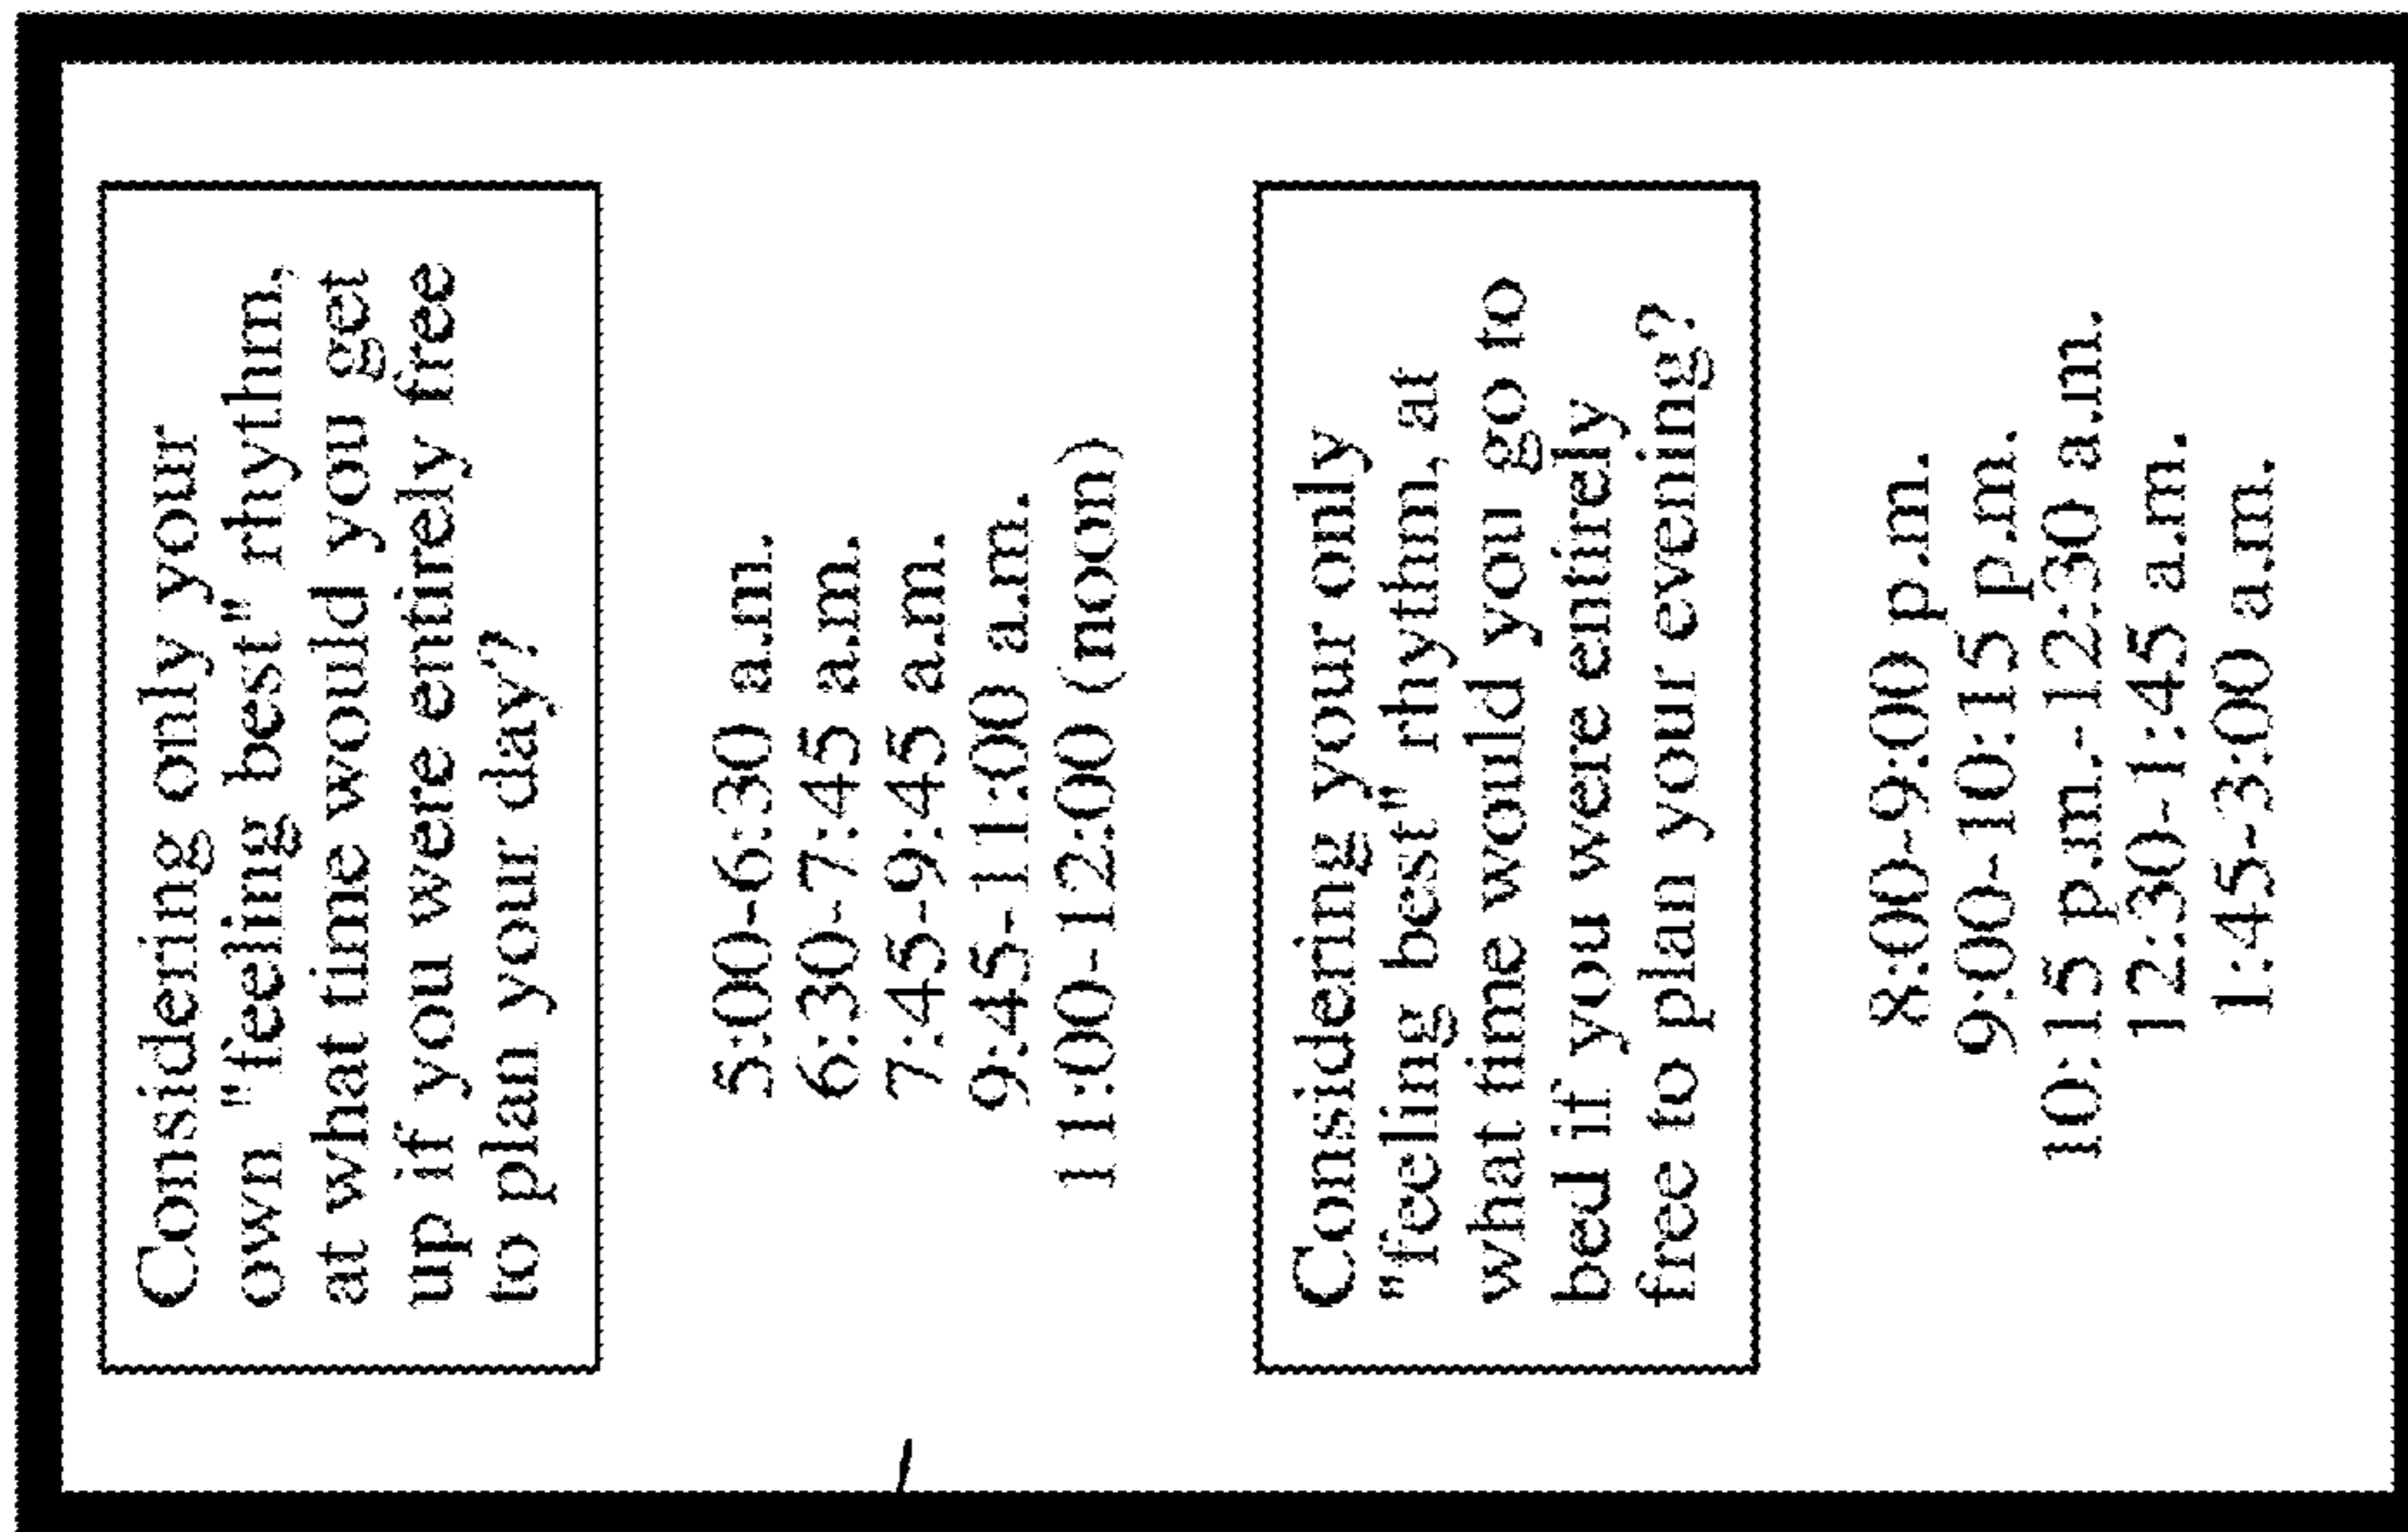 Considering only your
own "feeling best" rhythm,
at what time would you get
up if you were entirely free
to plan your day?
5:00-6:30 a.m.
6:30-7:45 a.m.
7:45-9:45 a.m.
9:45-11:00 a.m.
11:00-12:00 (noon)
Considering your only
"feeling best" rhythm, at
what time would you go to
bed if you were entirely
free to plan your evening?
8:00-9:00 p.m.
9:00-10:15 p.m.
10:15 p.m.-12:30 a.m.
12:30-1:45 a.m.
1:45-3:00 a.m.